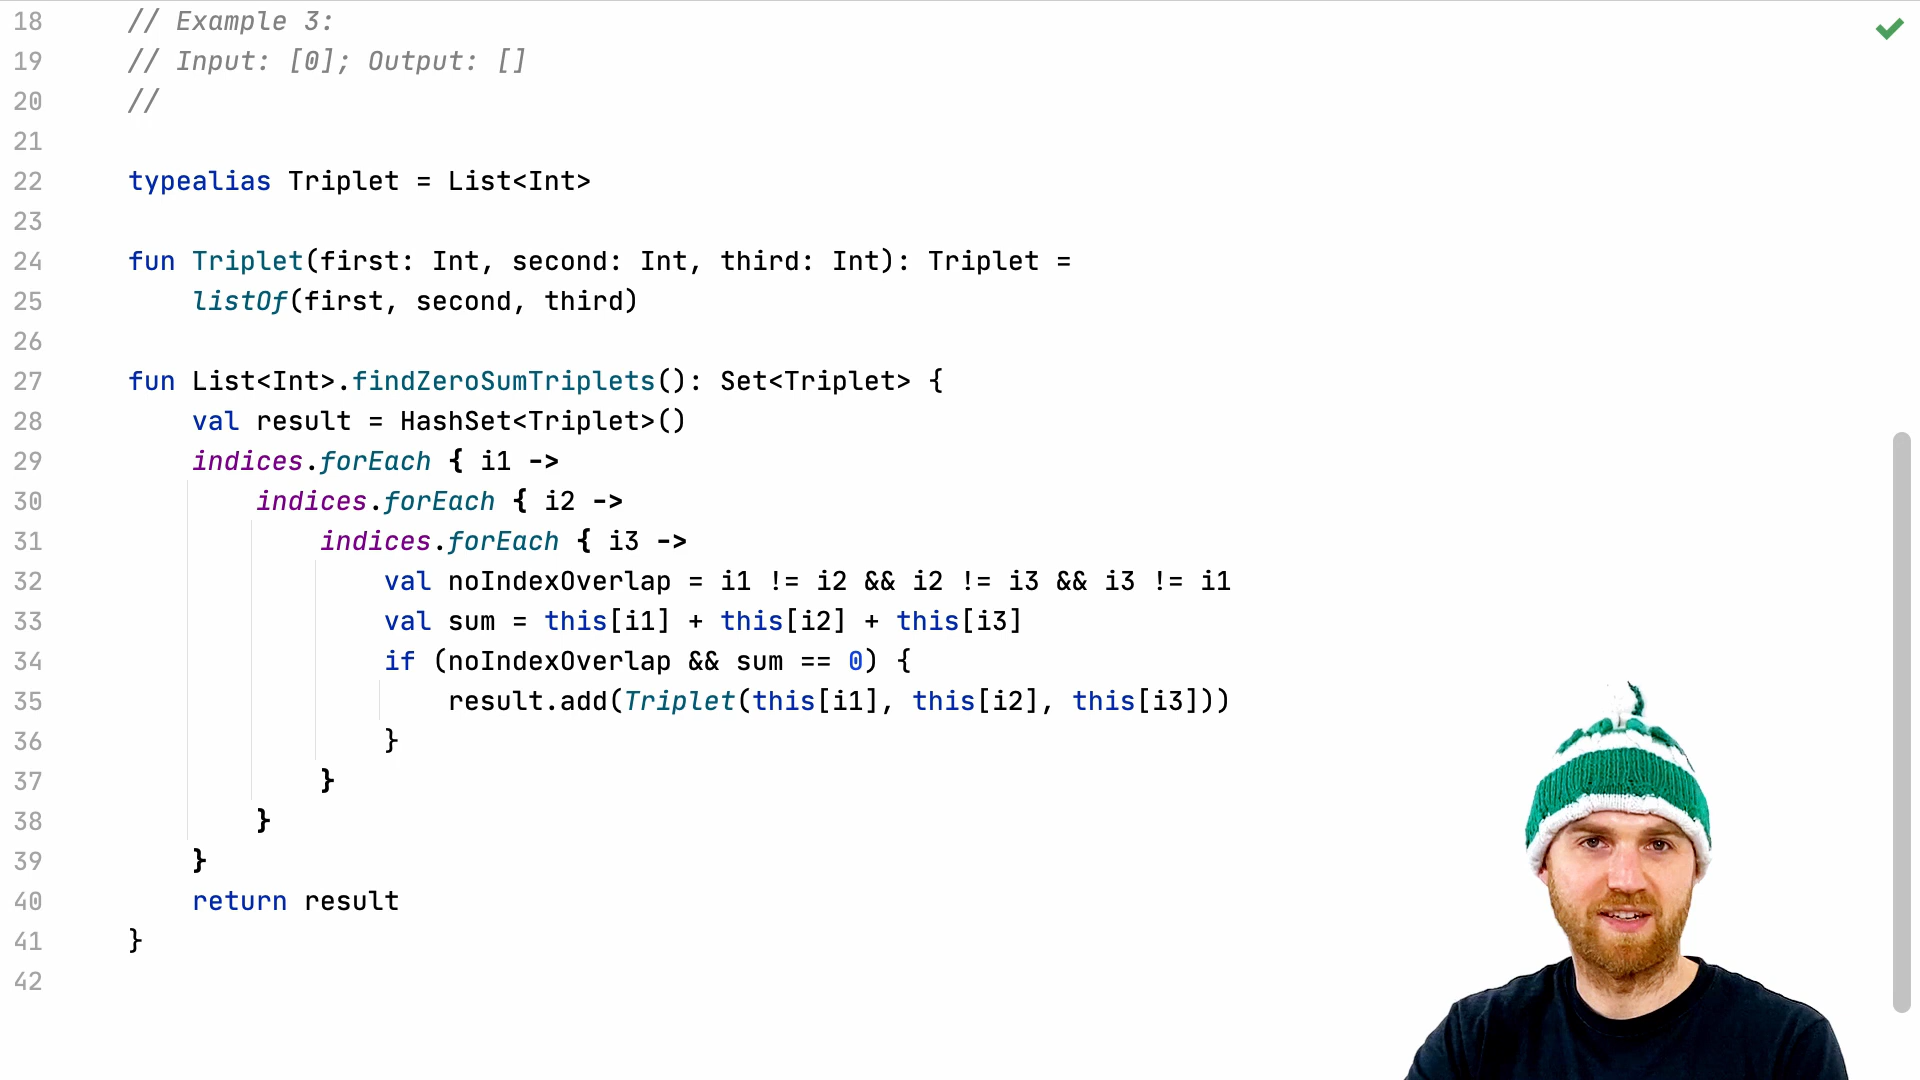 18 // Example 3:
19 // Input: [0]; Output: []
20 //
21
22 typealias Triplet = List<Int>
23
24 fun Triplet(first: Int, second: Int, third: Int): Triplet =
25     listOf(first, second, third)
26
27 fun List<Int>.findZeroSumTriplets(): Set<Triplet> {
28     val result = HashSet<Triplet>()
29     indices.forEach { i1 ->
30         indices.forEach { i2 ->
31             indices.forEach { i3 ->
32                 val noIndexOverlap = i1 != i2 && i2 != i3 && i3 != i1
33                 val sum = this[i1] + this[i2] + this[i3]
34                 if (noIndexOverlap && sum == 0) {
35                     result.add(Triplet(this[i1], this[i2], this[i3]))
36                 }
37             }
38         }
39     }
40     return result
41 }
42